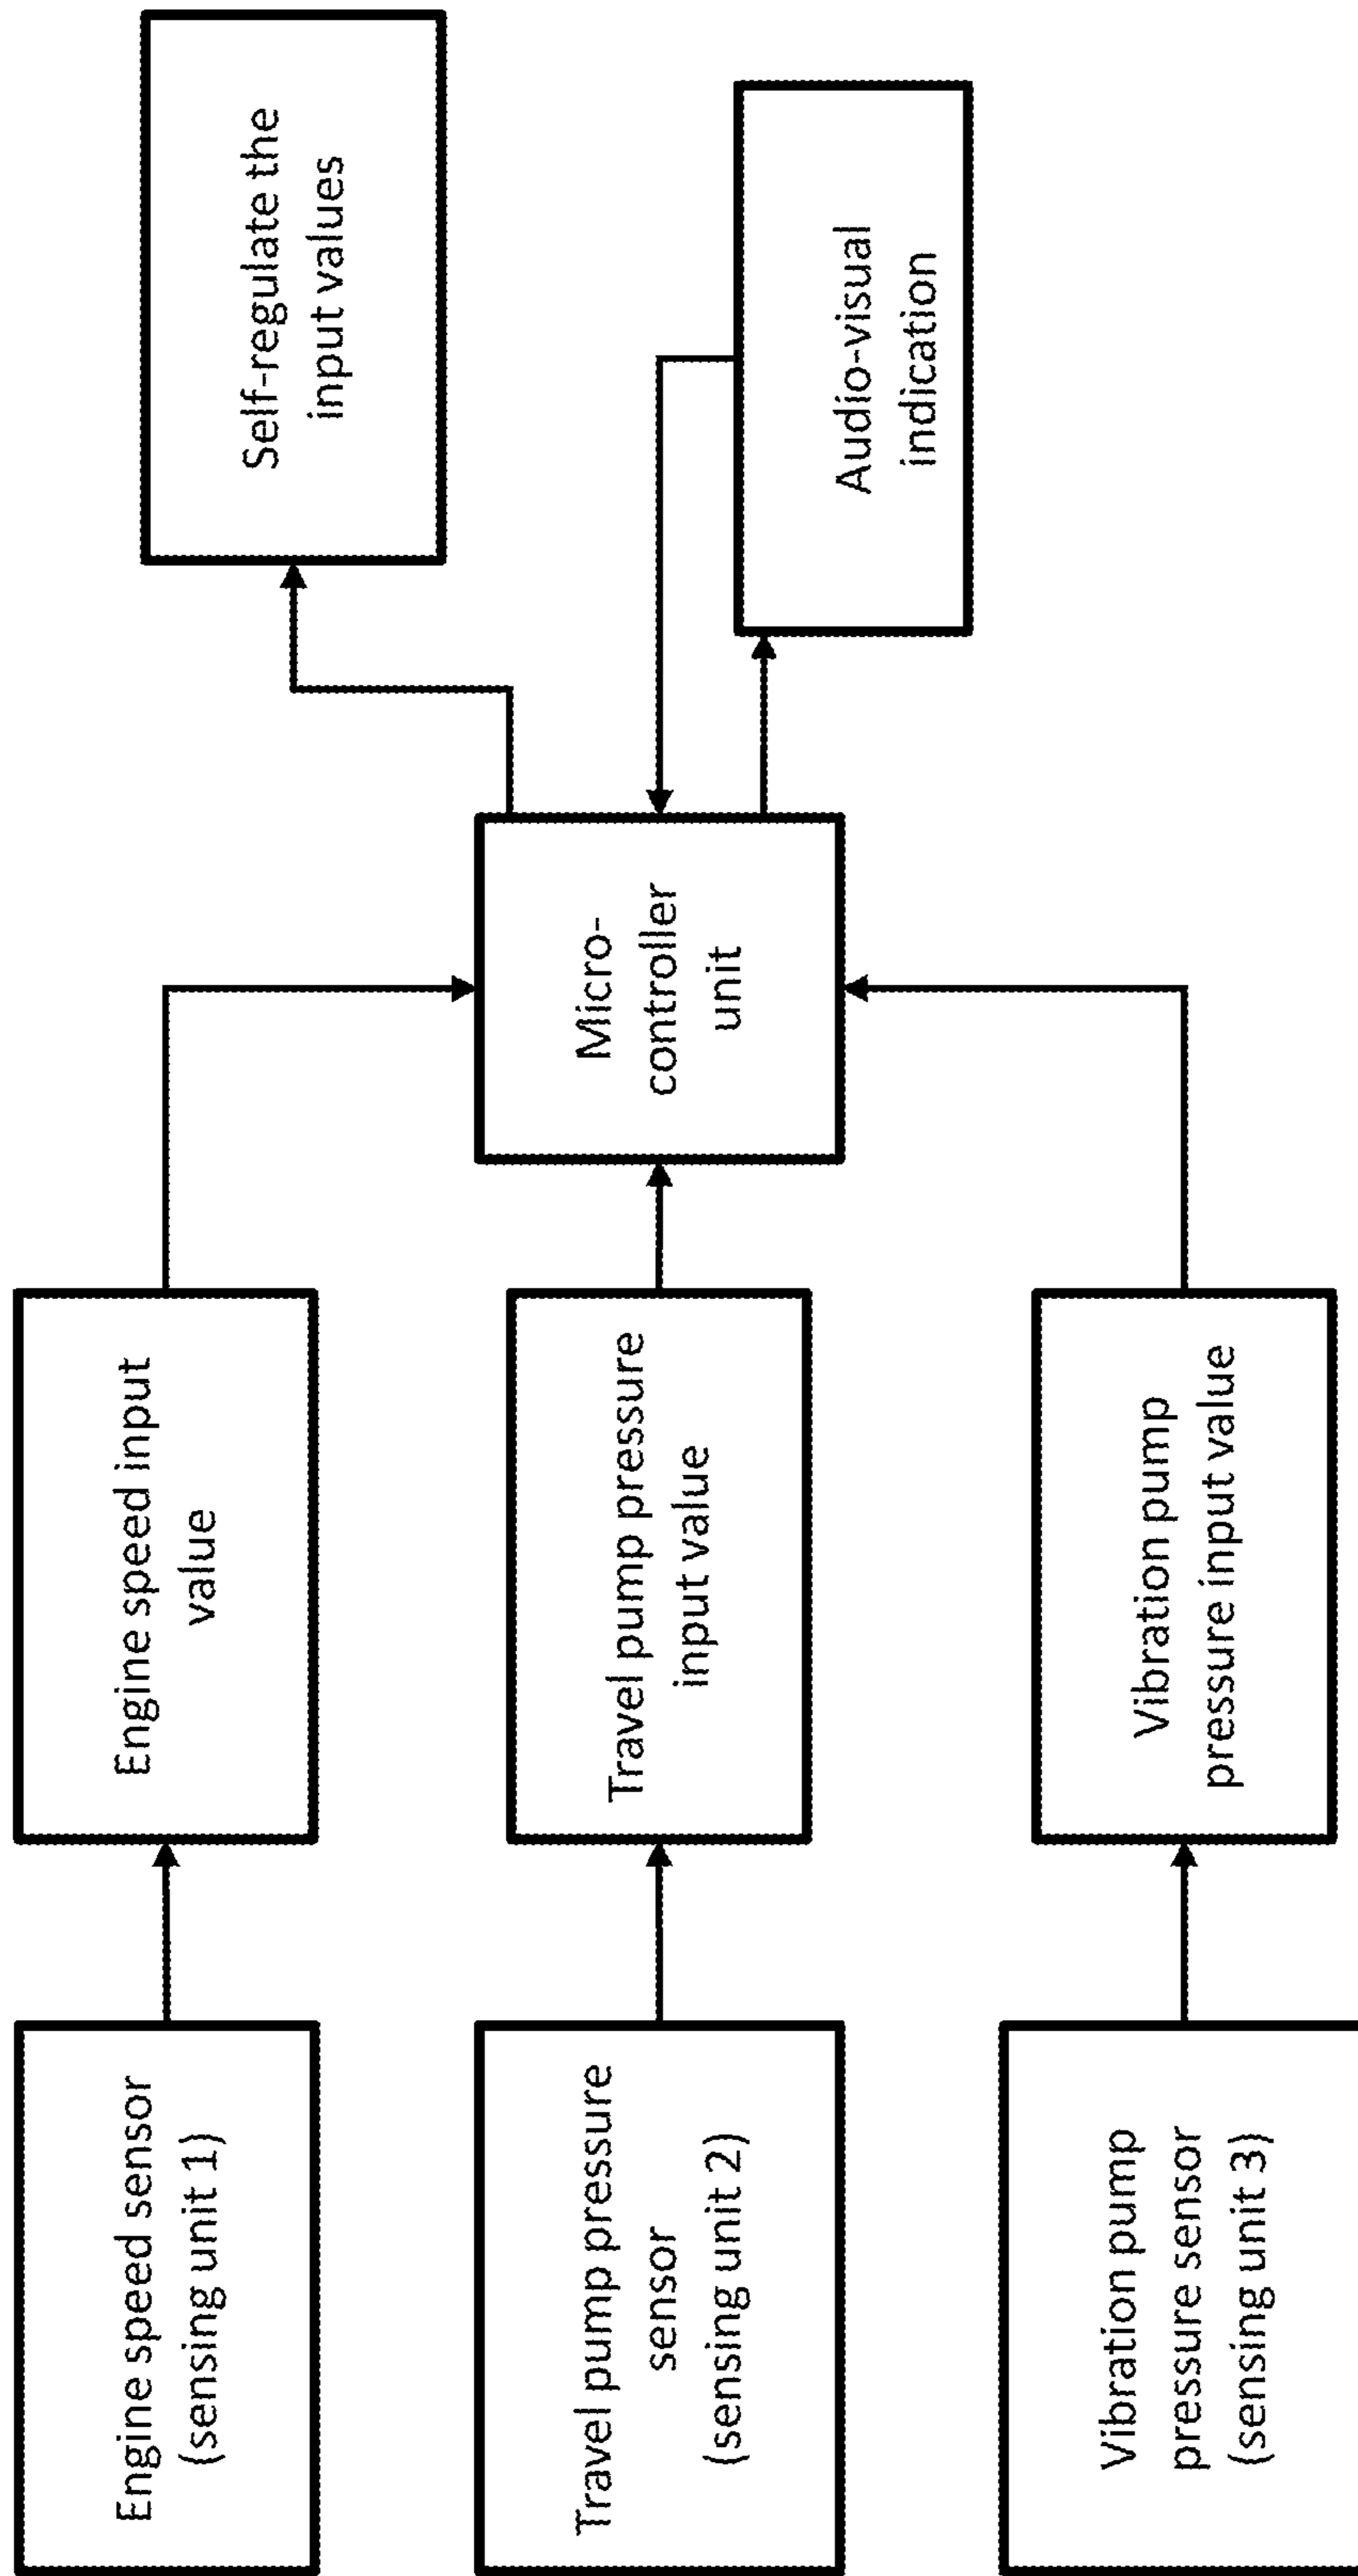 Engine speed sensor
(sensing unit 1)
Engine speed input
value
Self-regulate the
input values
Travel pump pressure
sensor
(sensing unit 2)
Travel pump pressure
input value
Micro-
controller
unit
Audio-visual
indication
Vibration pump
pressure sensor
(sensing unit 3)
Vibration pump
pressure input value